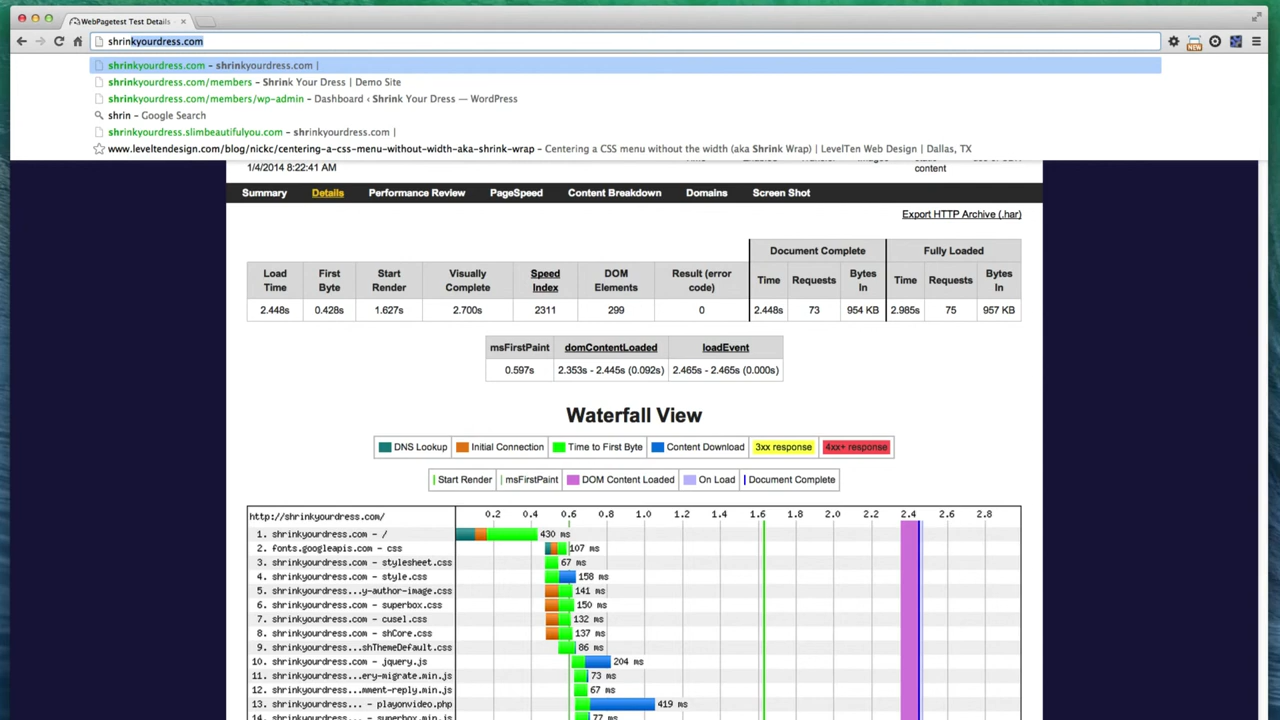 WebPagetest Test Details
shrinkyourdress.com
shrinkyourdress.com – shrinkyourdress.com |
shrinkyourdress.com/members – Shrink Your Dress | Demo Site
shrinkyourdress.com/members/wp-admin – Dashboard ‹ Shrink Your Dress — WordPress
shrin – Google Search
shrinkyourdress.slimbeautifulyou.com – shrinkyourdress.com |
www.leveltendesign.com/blog/nickc/centering-a-css-menu-without-width-aka-shrink-wrap – Centering a CSS menu without the width (aka Shrink Wrap) | LevelTen Web Design | Dallas, TX
1/4/2014 8:22:41 AM
content
Summary Details Performance Review PageSpeed Content Breakdown Domains Screen Shot
Export HTTP Archive (.har)
Document Complete Fully Loaded
Load Time First Byte Start Render Visually Complete Speed Index DOM Elements Result (error code) Time Requests Bytes In Time Requests Bytes In
2.448s 0.428s 1.627s 2.700s 2311 299 0 2.448s 73 954 KB 2.985s 75 957 KB
msFirstPaint domContentLoaded loadEvent
0.597s 2.353s - 2.445s (0.092s) 2.465s - 2.465s (0.000s)
Waterfall View
DNS Lookup Initial Connection Time to First Byte Content Download 3xx response 4xx+ response
Start Render msFirstPaint DOM Content Loaded On Load Document Complete
http://shrinkyourdress.com/ 0.2 0.4 0.6 0.8 1.0 1.2 1.4 1.6 1.8 2.0 2.2 2.4 2.6 2.8
1. shrinkyourdress.com - / 430 ms
2. fonts.googleapis.com - css 107 ms
3. shrinkyourdress.com - stylesheet.css 67 ms
4. shrinkyourdress.com - style.css 158 ms
5. shrinkyourdress...y-author-image.css 141 ms
6. shrinkyourdress.com - superbox.css 150 ms
7. shrinkyourdress.com - cusel.css 132 ms
8. shrinkyourdress.com - shCore.css 137 ms
9. shrinkyourdress...shThemeDefault.css 86 ms
10. shrinkyourdress.com - jquery.js 204 ms
11. shrinkyourdress...ery-migrate.min.js 73 ms
12. shrinkyourdress...mment-reply.min.js 67 ms
13. shrinkyourdress... - playonvideo.php 419 ms
14. shrinkyourdress... - superbox.min.js 77 ms